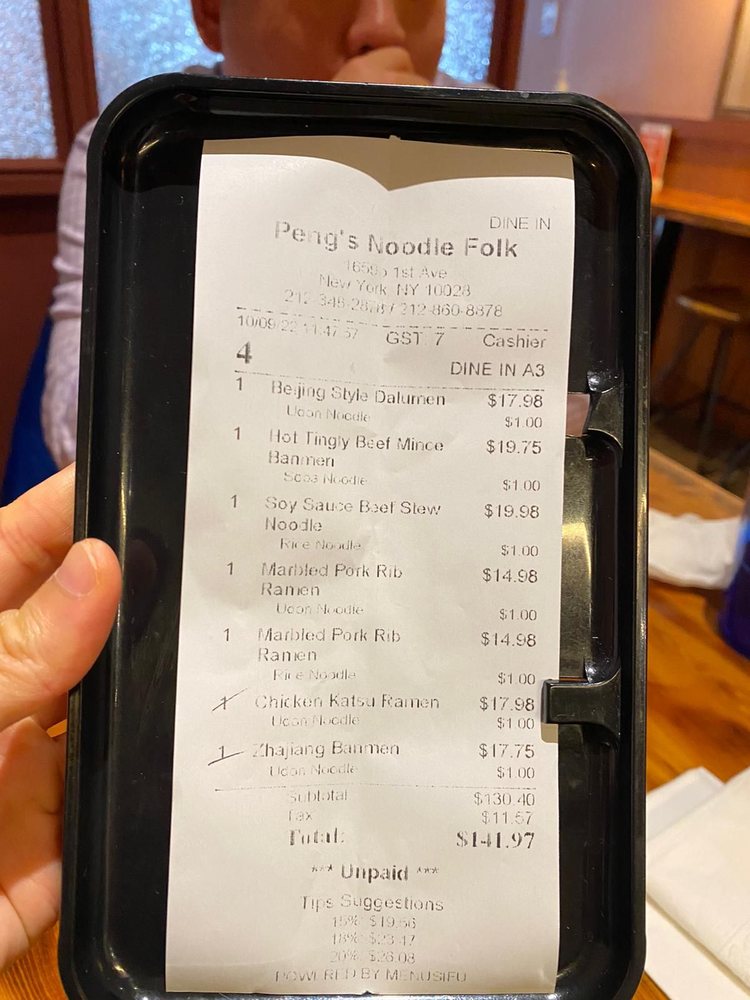 DINE IN
Peng's Noodle Folk
1st Ave
New York, NY 10028
212-348-2878 / 212-860-8878
10/09/22 11:47:57 GST: 7 Cashier
4
DINE IN A3
1 Beijing Style Dalumen $17.98
Udon Noodle $1.00
1 Hot Tingly Beef Mince $19.75
Banmen
Soba Noodle $1.00
1 Soy Sauce Beef Stew $19.98
Noodle
Rice Noodle $1.00
1 Marbled Pork Rib $14.98
Ramen
Udon Noodle $1.00
1 Marbled Pork Rib $14.98
Ramen
Rice Noodle $1.00
1 Chicken Katsu Ramen $17.98
Udon Noodle $1.00
1 Zhajiang Banmen $17.75
Udon Noodle $1.00
Subtotal $130.40
Tax $11.57
Total: $141.97
*** Unpaid ***
Tips Suggestions
15%: $19.56
18%: $23.47
20%: $26.08
POWERED BY MENUSIFU